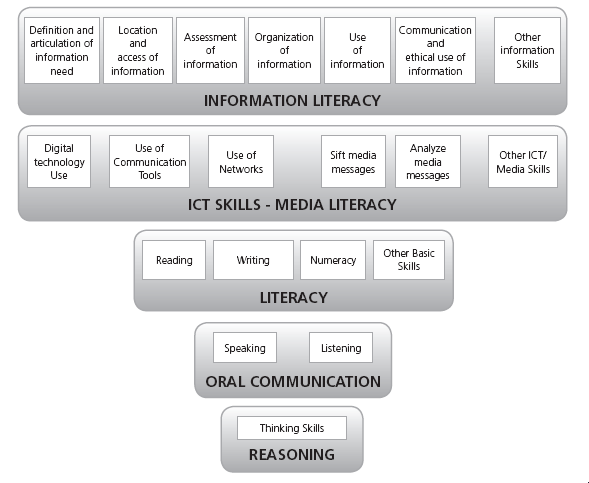 Definition and
articulation of
information
need
Location
and
access of
information
Assessment
of
information
Organization
of
information
Use
of
information
Communication
and
ethical use of
information
Other
information
Skills
INFORMATION LITERACY
Digital
technology
Use
Use of
Communication
Tools
Use of
Networks
Sift media
messages
Analyze
media
messages
Other ICT/
Media Skills
ICT SKILLS - MEDIA LITERACY
Reading
Writing
Numeracy
Other Basic
Skills
LITERACY
Speaking
Listening
ORAL COMMUNICATION
Thinking Skills
REASONING